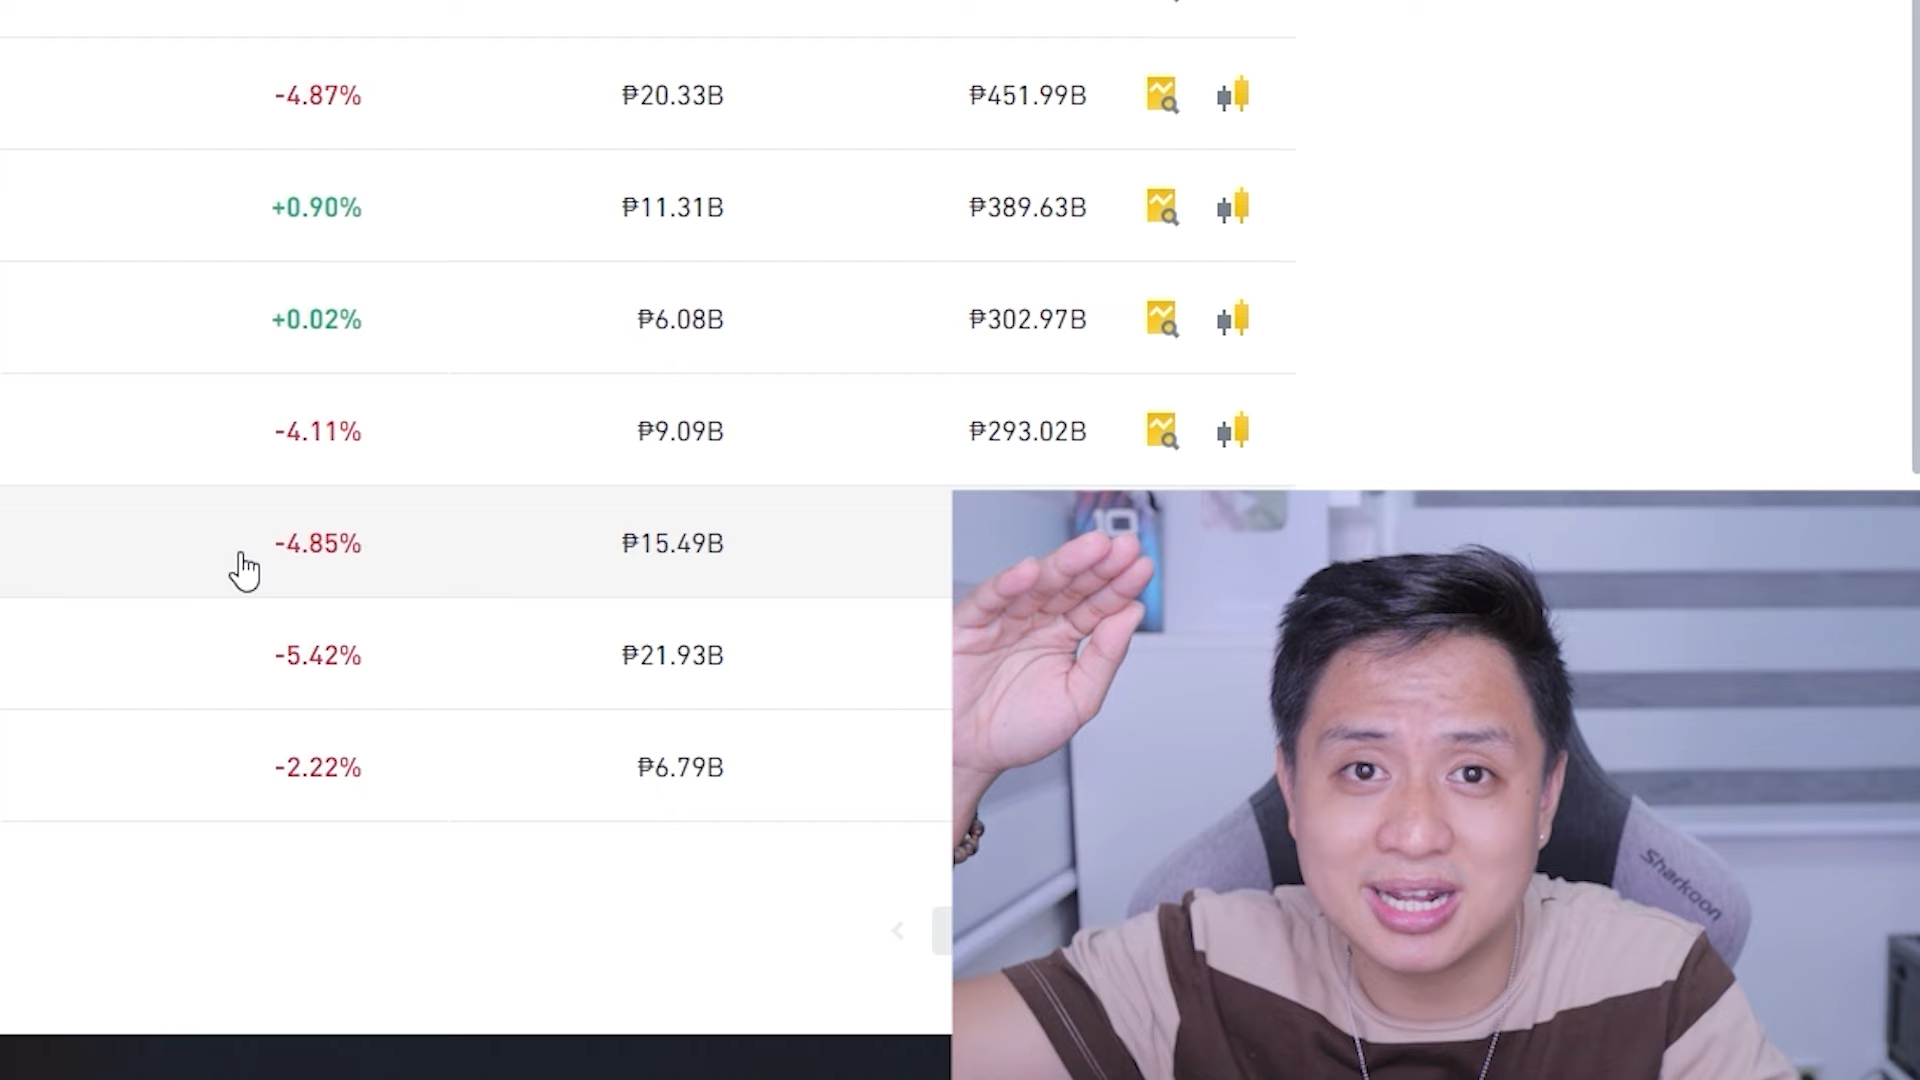 -4.87% ₱20.33B ₱451.99B
+0.90% ₱11.31B ₱389.63B
+0.02% ₱6.08B ₱302.97B
-4.11% ₱9.09B ₱293.02B
-4.85% ₱15.49B
-5.42% ₱21.93B
-2.22% ₱6.79B
Sharkoon